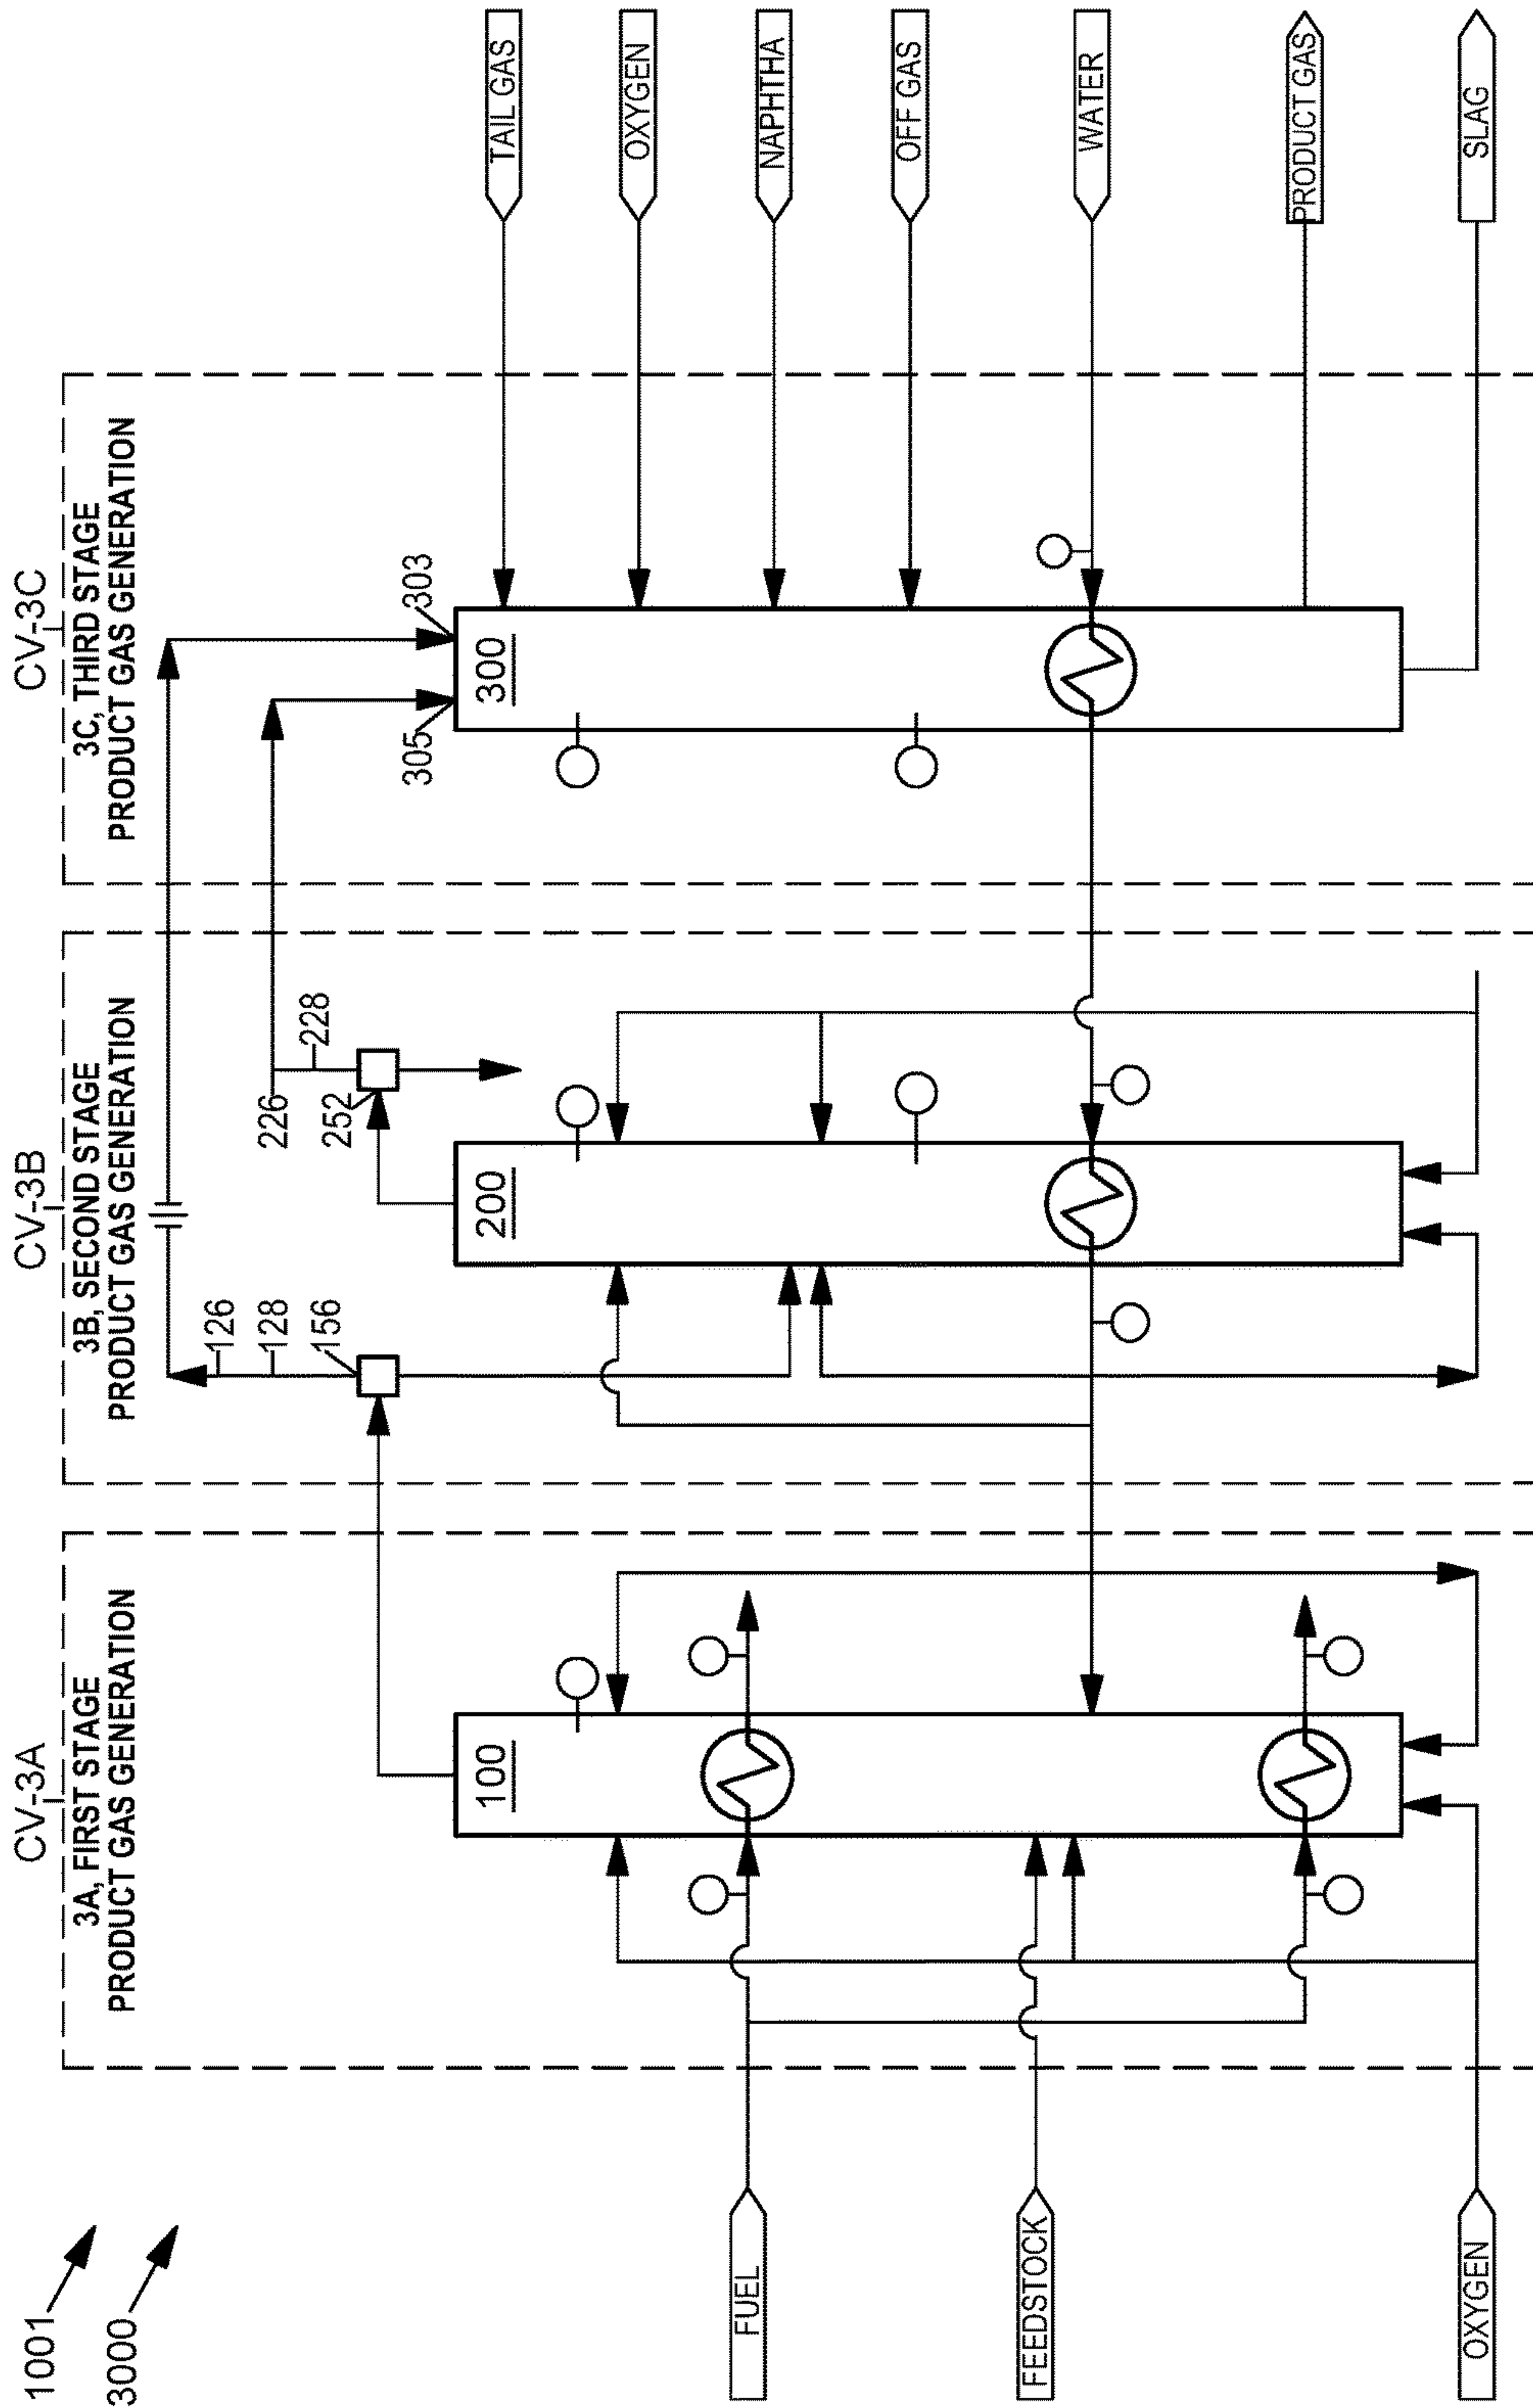 1001
3000
CV-3A
3A, FIRST STAGE
PRODUCT GAS GENERATION
CV-3B
3B, SECOND STAGE
PRODUCT GAS GENERATION
CV-3C
3C, THIRD STAGE
PRODUCT GAS GENERATION
126
128
156
226
228
252
305
303
100
200
300
FUEL
FEEDSTOCK
OXYGEN
TAIL GAS
OXYGEN
NAPHTHA
OFF GAS
WATER
PRODUCT GAS
SLAG